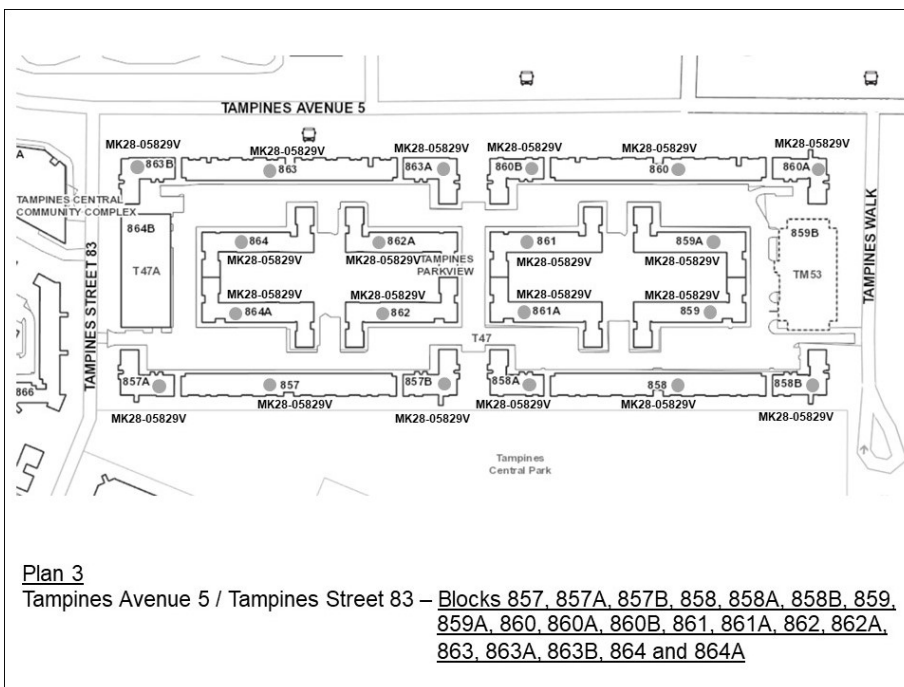 TAMPINES AVENUE 5
MK28-05829V
MK28-05829V
MK28-05829V
MK28-05829V
MK28-05829V
MK28-05829V
A
863B
863
863A
860B
860
860A
TAMPINES CENTRAL
COMMUNITY COMPLEX
864B
859B
864
862A
861
859A
MK28-05829V
MK28-05829V
TAMPINES
PARKVIEW
MK28-05829V
MK28-05829V
T47A
TM53
MK28-05829V
MK28-05829V
MK28-05829V
MK28-05829V
864A
862
861A
859
T47
TAMPINES STREET 83
TAMPINES WALK
866
857A
857
857B
858A
858
858B
MK28-05829V
MK28-05829V
MK28-05829V
MK28-05829V
MK28-05829V
MK28-05829V
Tampines
Central Park
Plan 3
Tampines Avenue 5 / Tampines Street 83 – Blocks 857, 857A, 857B, 858, 858A, 858B, 859,
859A, 860, 860A, 860B, 861, 861A, 862, 862A,
863, 863A, 863B, 864 and 864A